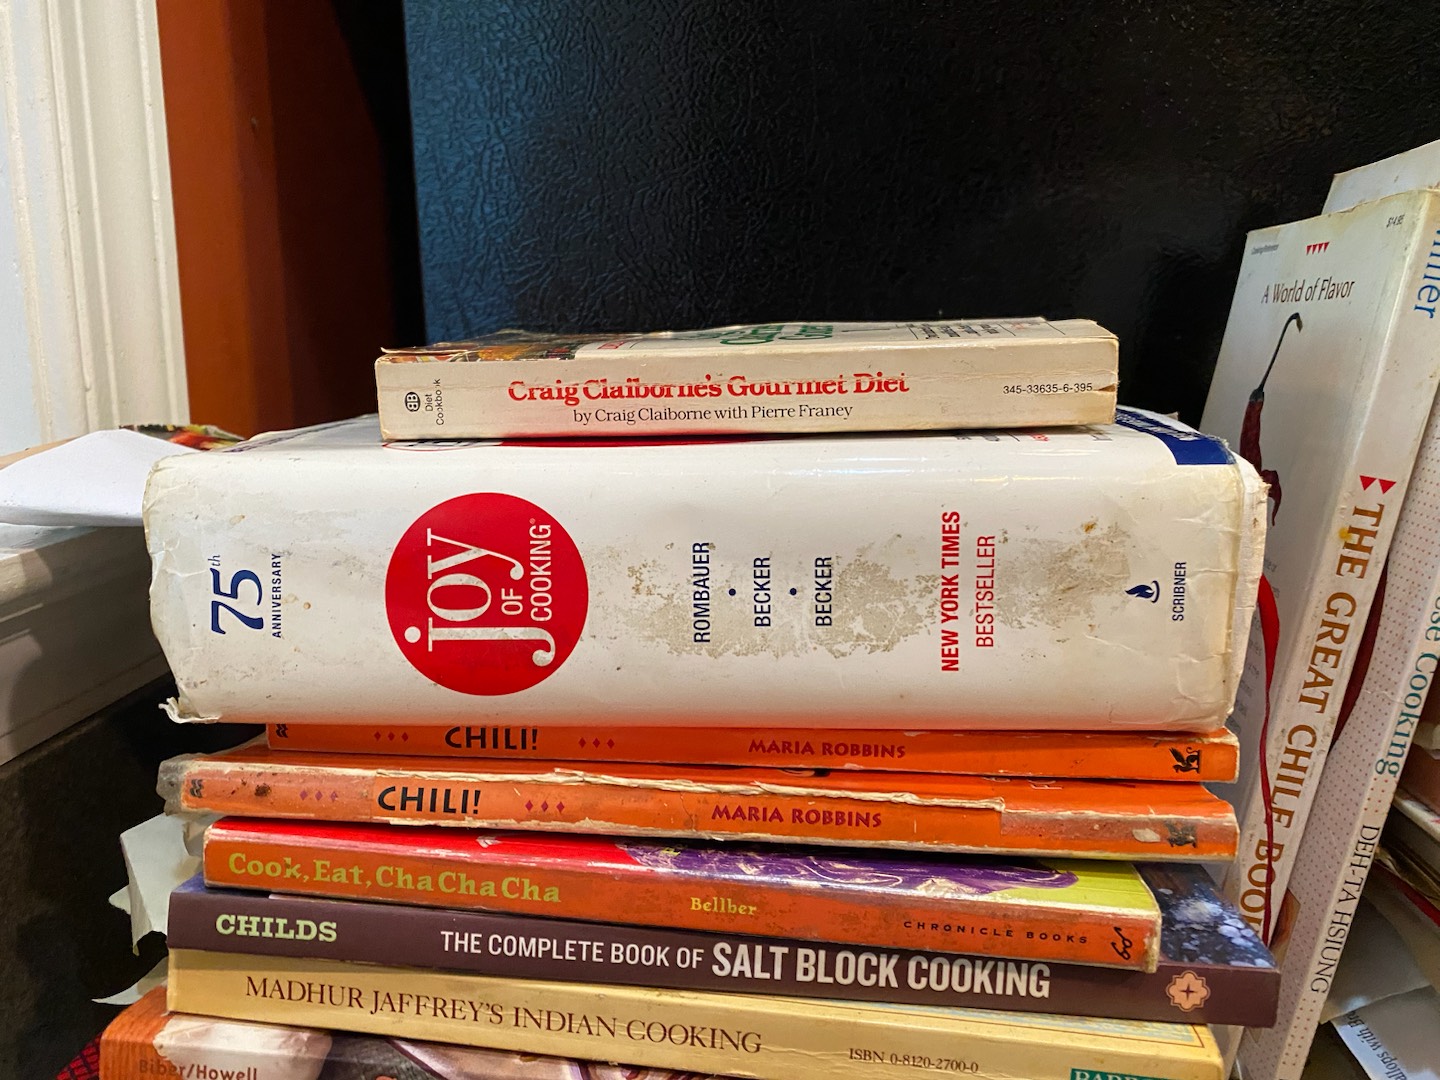 Diet
Cookbook
Craig Claiborne's Gourmet Diet
by Craig Claiborne with Pierre Franey
345-33635-6-395
75th
ANNIVERSARY
joy
OF
COOKING®
ROMBAUER
•
BECKER
•
BECKER
NEW YORK TIMES
BESTSELLER
SCRIBNER
CHILI!
MARIA ROBBINS
CHILI!
MARIA ROBBINS
Cook, Eat, Cha Cha Cha
Bellber
CHRONICLE BOOKS
CHILDS
THE COMPLETE BOOK OF SALT BLOCK COOKING
MADHUR JAFFREY'S INDIAN COOKING
ISBN 0-8120-2700-0
Biber/Howell
A World of Flavor
THE GREAT CHILE BOOK
Cooking
DEH-TA HSIUNG